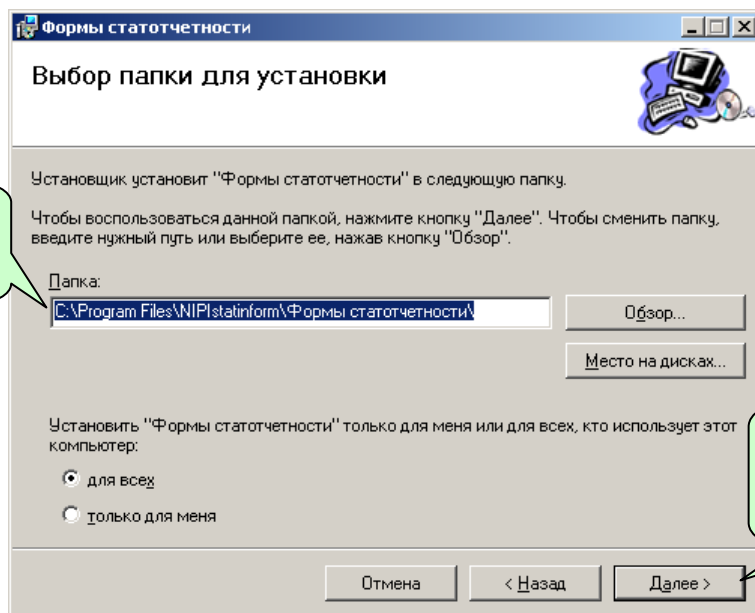 Формы статотчетности
Выбор папки для установки
Установщик установит "Формы статотчетности" в следующую папку.
Чтобы воспользоваться данной папкой, нажмите кнопку "Далее". Чтобы сменить папку,
введите нужный путь или выберите ее, нажав кнопку "Обзор".
Папка:
C:\Program Files\NIPIstatinform\Формы статотчетности\
Обзор...
Место на дисках...
Установить "Формы статотчетности" только для меня или для всех, кто использует этот
компьютер:
для всех
только для меня
Отмена
< Назад
Далее >